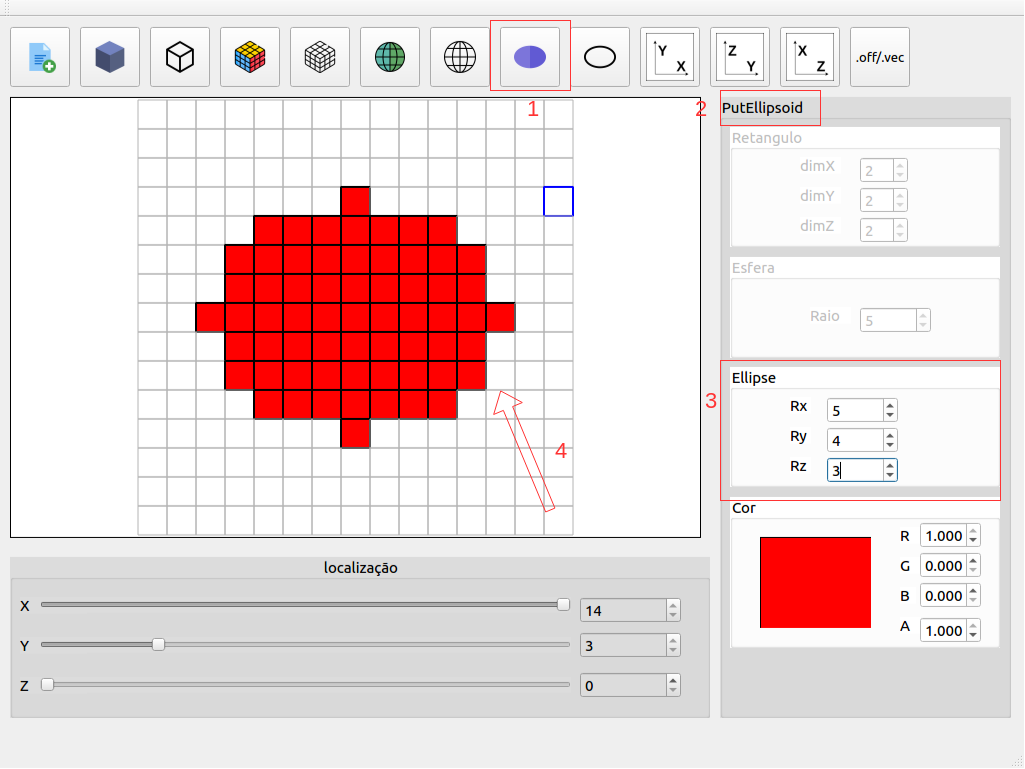 Y
X
Z
Y
X
Z
.off/.vec
1
2
PutEllipsoid
Retangulo
dimX 2
dimY 2
dimZ 2
Esfera
Raio 5
3
Ellipse
Rx 5
Ry 4
Rz 3
4
Cor
R 1.000
G 0.000
B 0.000
A 1.000
localização
X 14
Y 3
Z 0